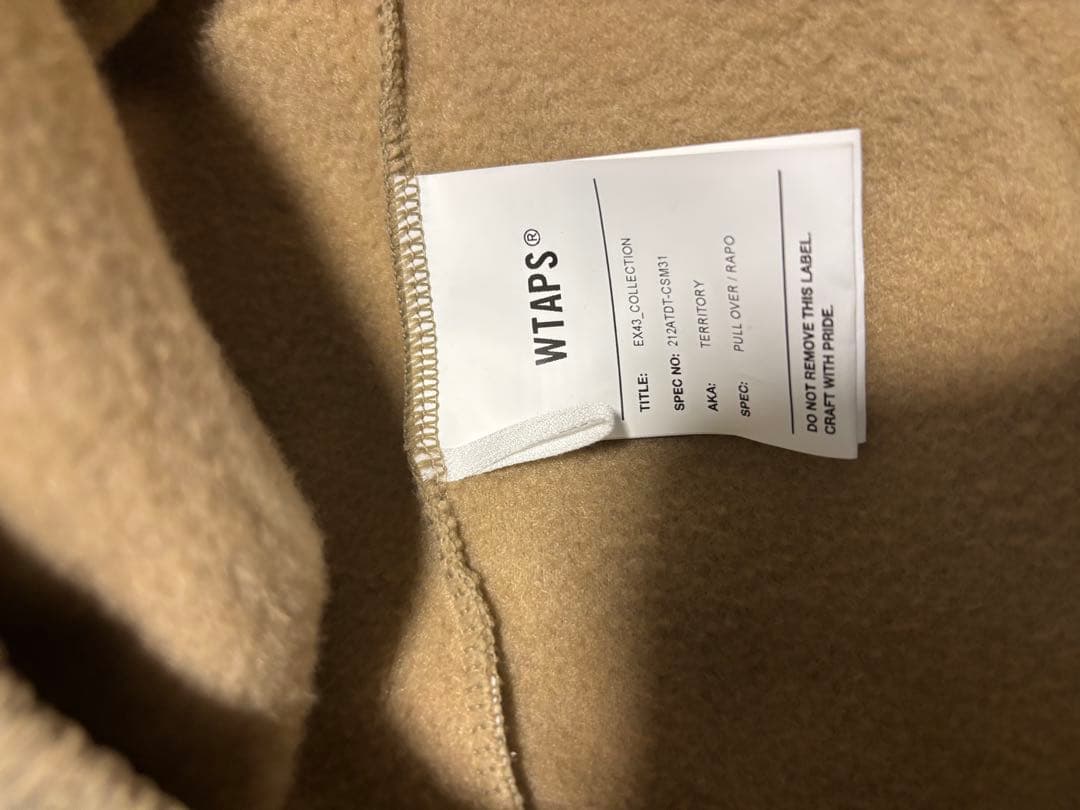 WTAPS®
TITLE: EX43_COLLECTION
SPEC NO: 212ATDT-CSM31
AKA: TERRITORY
SPEC: PULL OVER / RAPO
DO NOT REMOVE THIS LABEL.
CRAFT WITH PRIDE.